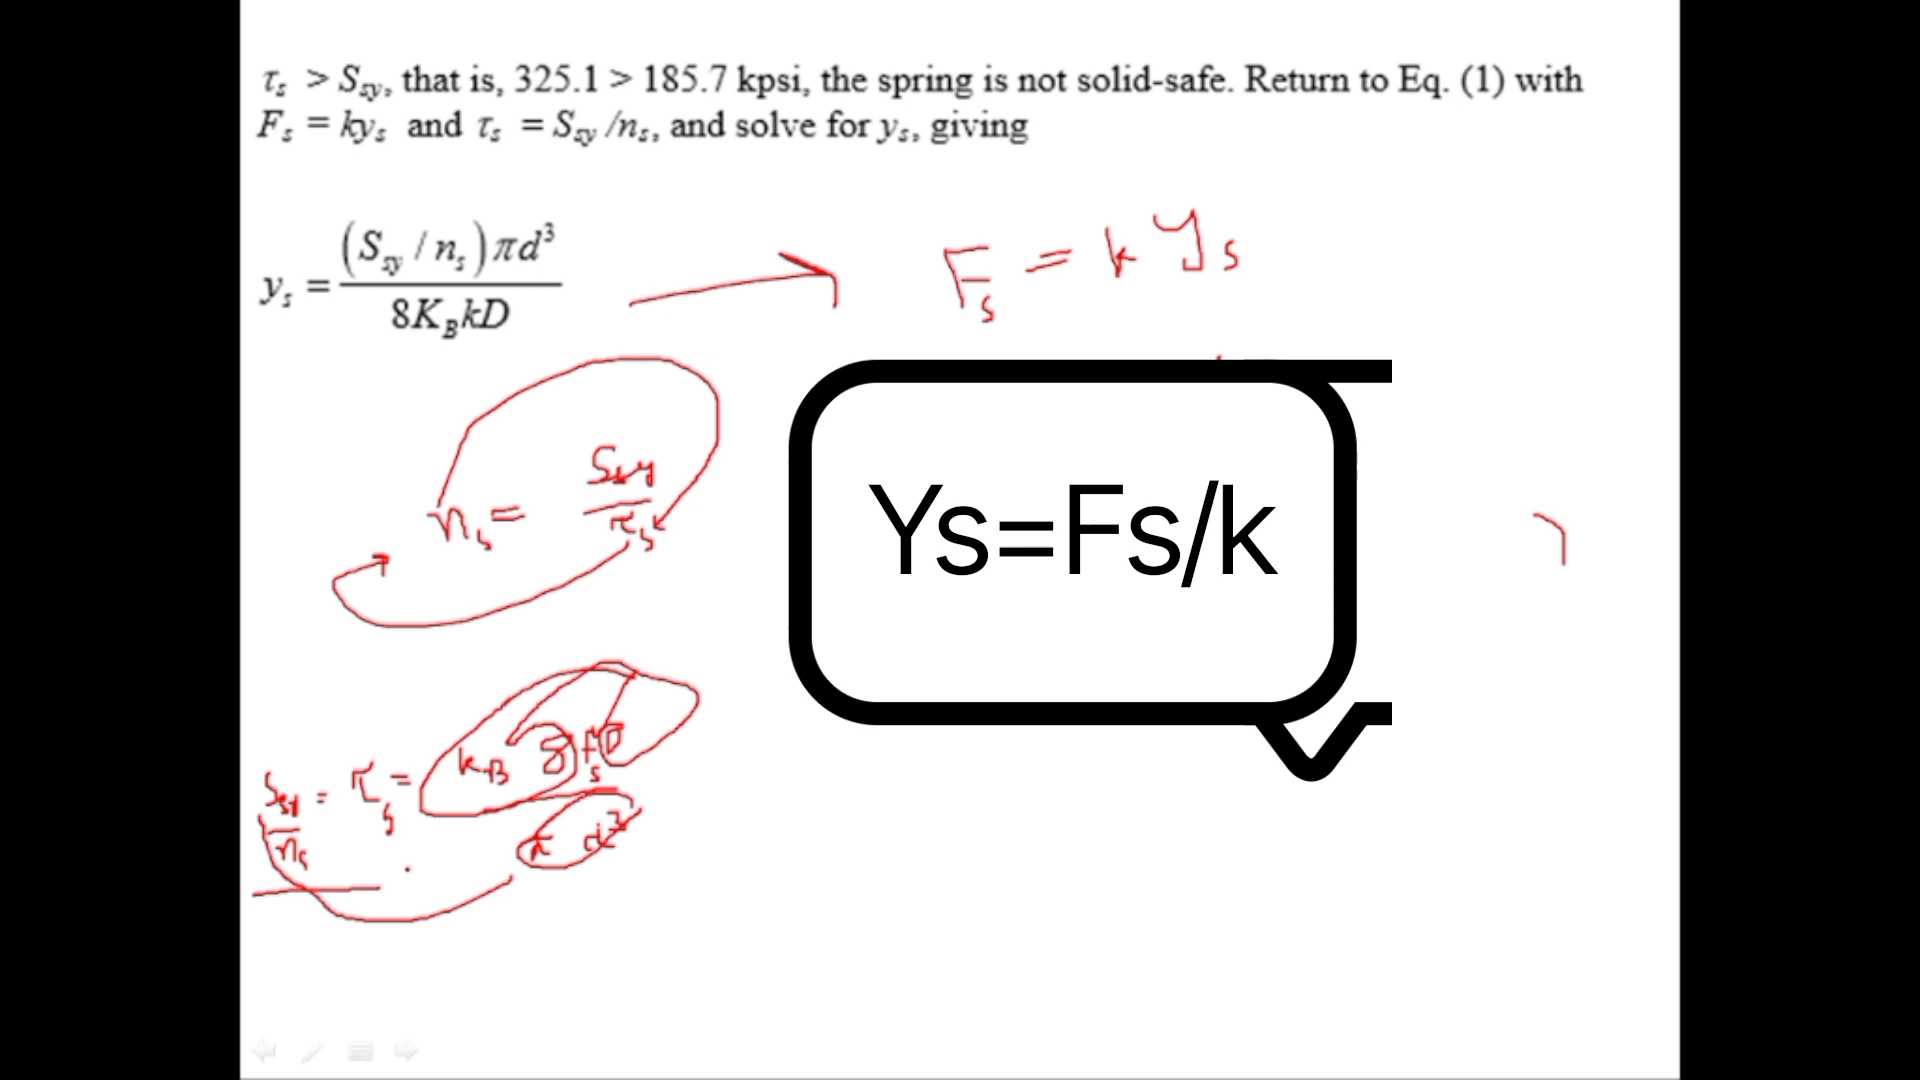 τs > Ssy, that is, 325.1 > 185.7 kpsi, the spring is not solid-safe. Return to Eq. (1) with
Fs = kys and τs = Ssy /ns, and solve for ys, giving
ys = (Ssy / ns) πd³ / 8KBkD
Fs = k ys
ns = Ssy / τs
Ys=Fs/k
Ssy / ns = τs = kB 8 Fs D / π d³